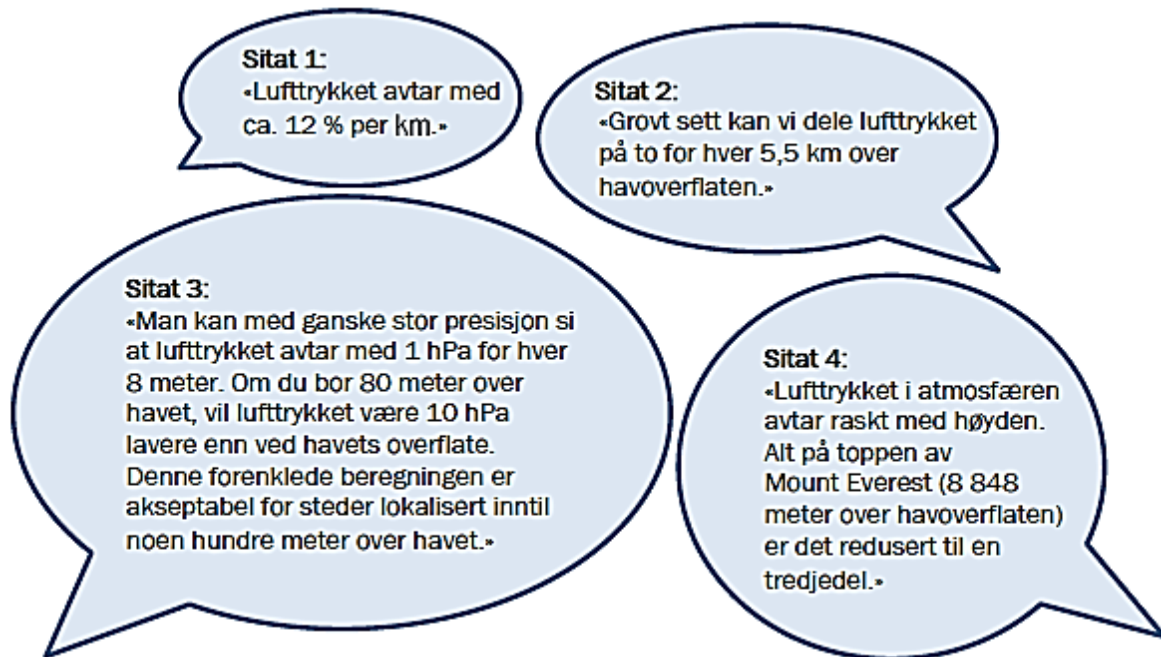 Sitat 1:
«Lufttrykket avtar med
ca. 12 % per km.»
Sitat 2:
«Grovt sett kan vi dele lufttrykket
på to for hver 5,5 km over
havoverflaten.»
Sitat 3:
«Man kan med ganske stor presisjon si
at lufttrykket avtar med 1 hPa for hver
8 meter. Om du bor 80 meter over
havet, vil lufttrykket være 10 hPa
lavere enn ved havets overflate.
Denne forenklede beregningen er
akseptabel for steder lokalisert inntil
noen hundre meter over havet.»
Sitat 4:
«Lufttrykket i atmosfæren
avtar raskt med høyden.
Alt på toppen av
Mount Everest (8 848
meter over havoverflaten)
er det redusert til en
tredjedel.»